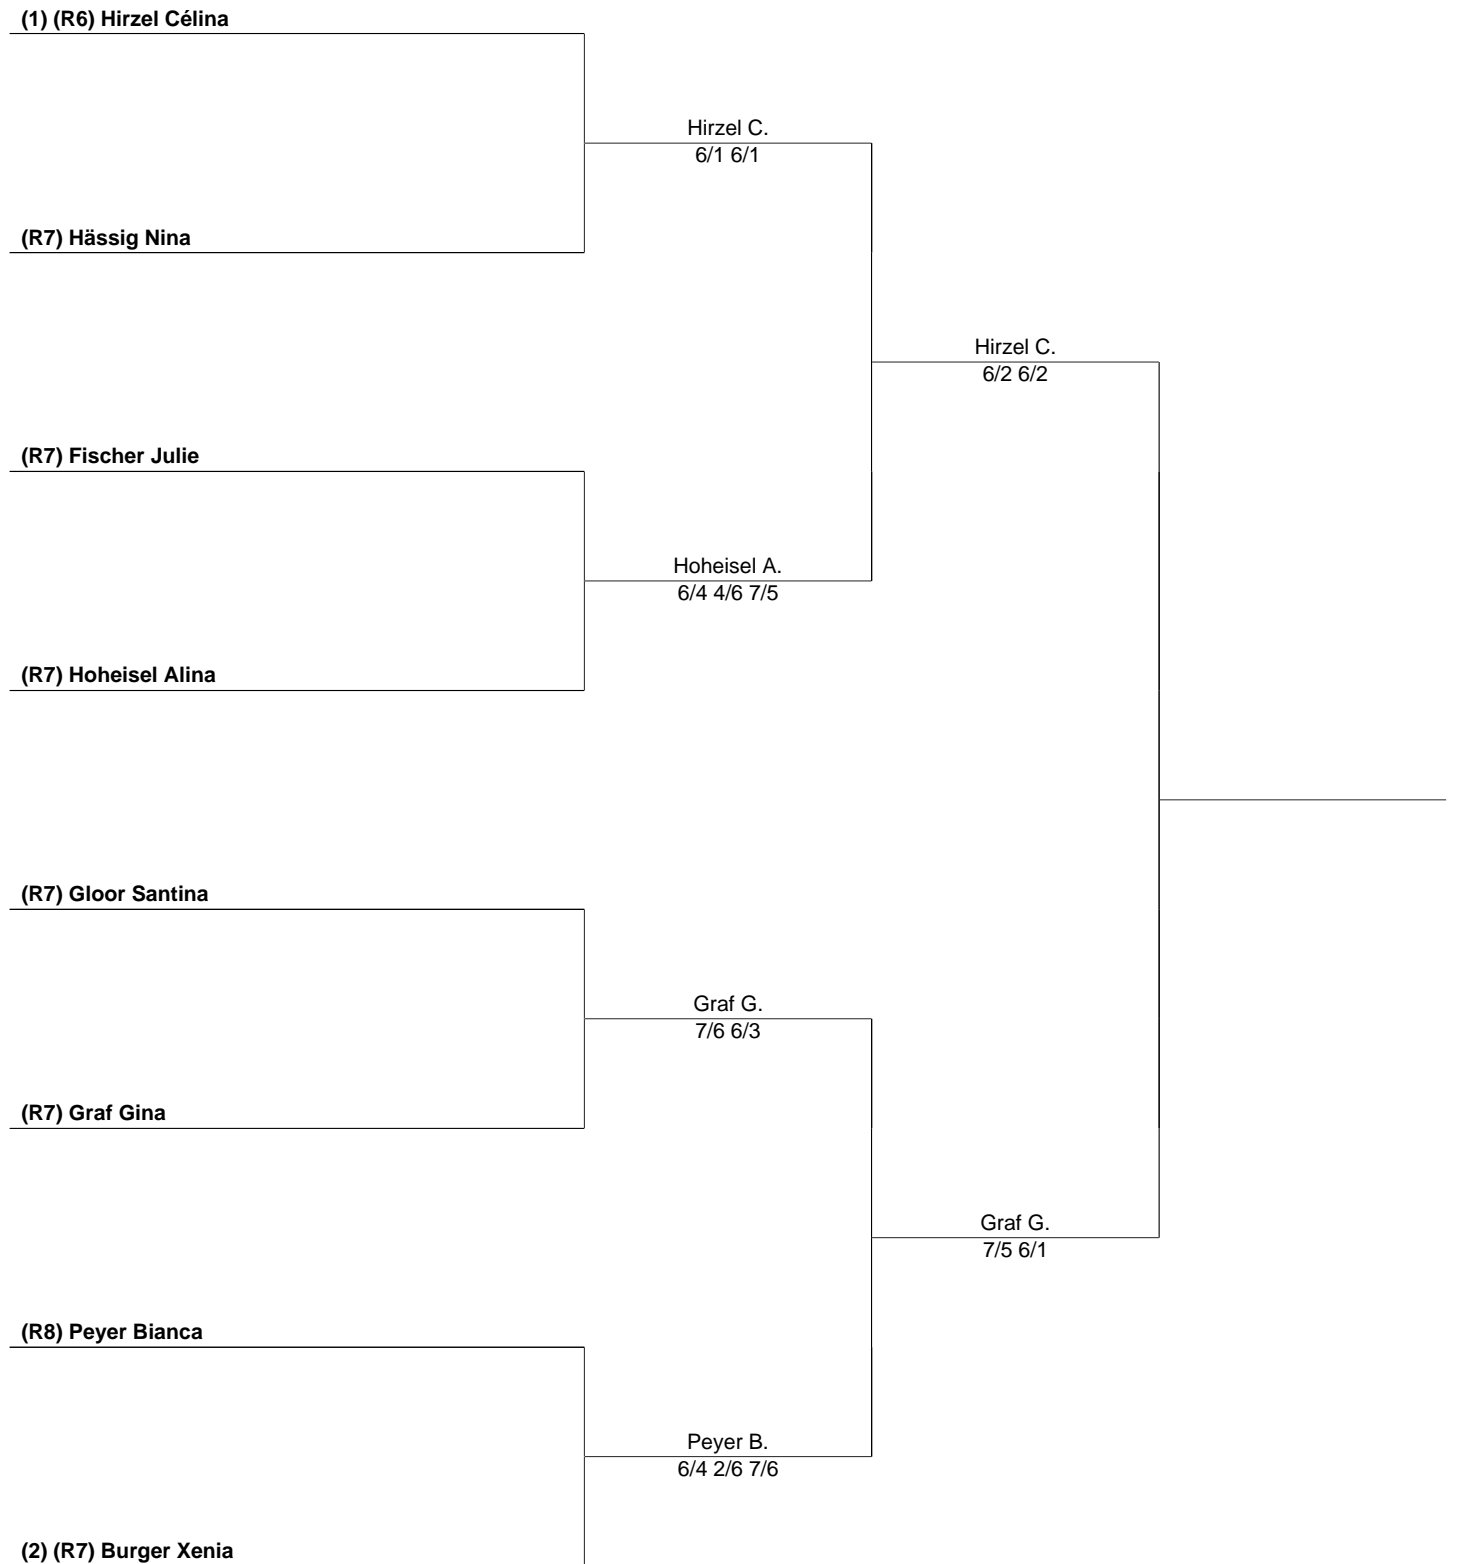 (1) (R6) Hirzel Célina
Hirzel C.
6/1 6/1
(R7) Hässig Nina
Hirzel C.
6/2 6/2
(R7) Fischer Julie
Hoheisel A.
6/4 4/6 7/5
(R7) Hoheisel Alina
(R7) Gloor Santina
Graf G.
7/6 6/3
(R7) Graf Gina
Graf G.
7/5 6/1
(R8) Peyer Bianca
Peyer B.
6/4 2/6 7/6
(2) (R7) Burger Xenia